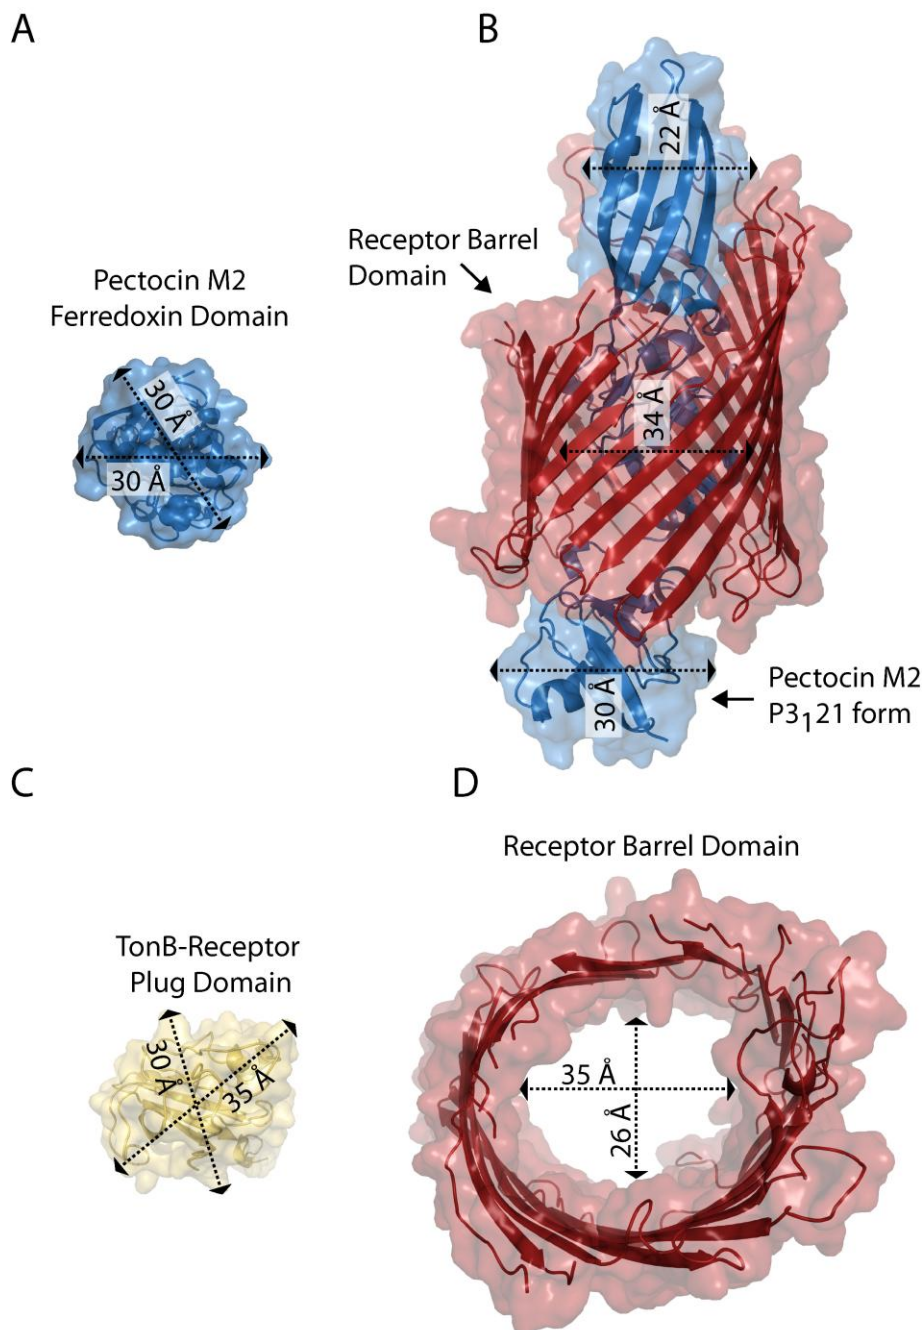 A
B
22 Å
Receptor Barrel
Domain
Pectocin M2
Ferredoxin Domain
30 Å
30 Å
34 Å
30 Å
Pectocin M2
P3₁21 form
C
D
Receptor Barrel Domain
TonB-Receptor
Plug Domain
30 Å
35 Å
35 Å
26 Å